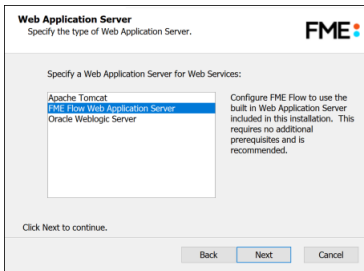 Web Application Server
Specify the type of Web Application Server.
FME
Specify a Web Application Server for Web Services:
Apache Tomcat
FME Flow Web Application Server
Oracle Weblogic Server
Configure FME Flow to use the
built in Web Application Server
included in this installation. This
requires no additional
prerequisites and is
recommended.
Click Next to continue.
Back
Next
Cancel